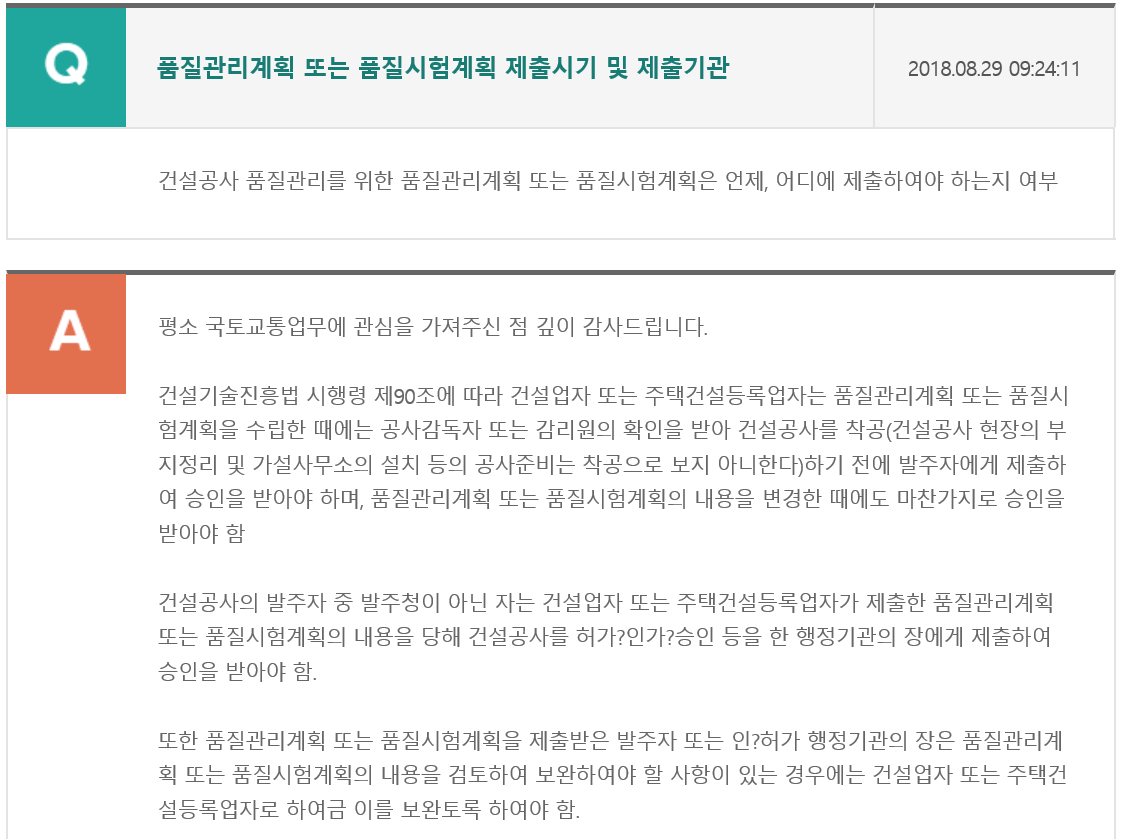 Q
품질관리계획 또는 품질시험계획 제출시기 및 제출기관
2018.08.29 09:24:11
건설공사 품질관리를 위한 품질관리계획 또는 품질시험계획은 언제, 어디에 제출하여야 하는지 여부
A
평소 국토교통업무에 관심을 가져주신 점 깊이 감사드립니다.
건설기술진흥법 시행령 제90조에 따라 건설업자 또는 주택건설등록업자는 품질관리계획 또는 품질시
험계획을 수립한 때에는 공사감독자 또는 감리원의 확인을 받아 건설공사를 착공(건설공사 현장의 부
지정리 및 가설사무소의 설치 등의 공사준비는 착공으로 보지 아니한다)하기 전에 발주자에게 제출하
여 승인을 받아야 하며, 품질관리계획 또는 품질시험계획의 내용을 변경한 때에도 마찬가지로 승인을
받아야 함
건설공사의 발주자 중 발주청이 아닌 자는 건설업자 또는 주택건설등록업자가 제출한 품질관리계획
또는 품질시험계획의 내용을 당해 건설공사를 허가?인가?승인 등을 한 행정기관의 장에게 제출하여
승인을 받아야 함.
또한 품질관리계획 또는 품질시험계획을 제출받은 발주자 또는 인?허가 행정기관의 장은 품질관리계
획 또는 품질시험계획의 내용을 검토하여 보완하여야 할 사항이 있는 경우에는 건설업자 또는 주택건
설등록업자로 하여금 이를 보완토록 하여야 함.